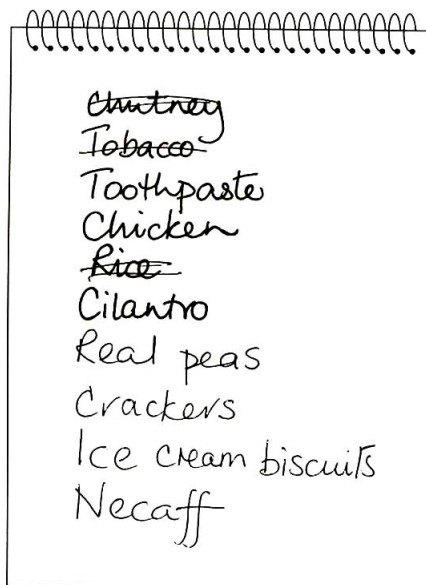 Chutney
Tobacco
Toothpaste
Chicken
Rice
Cilantro
Real peas
Crackers
Ice cream biscuits
Necaff